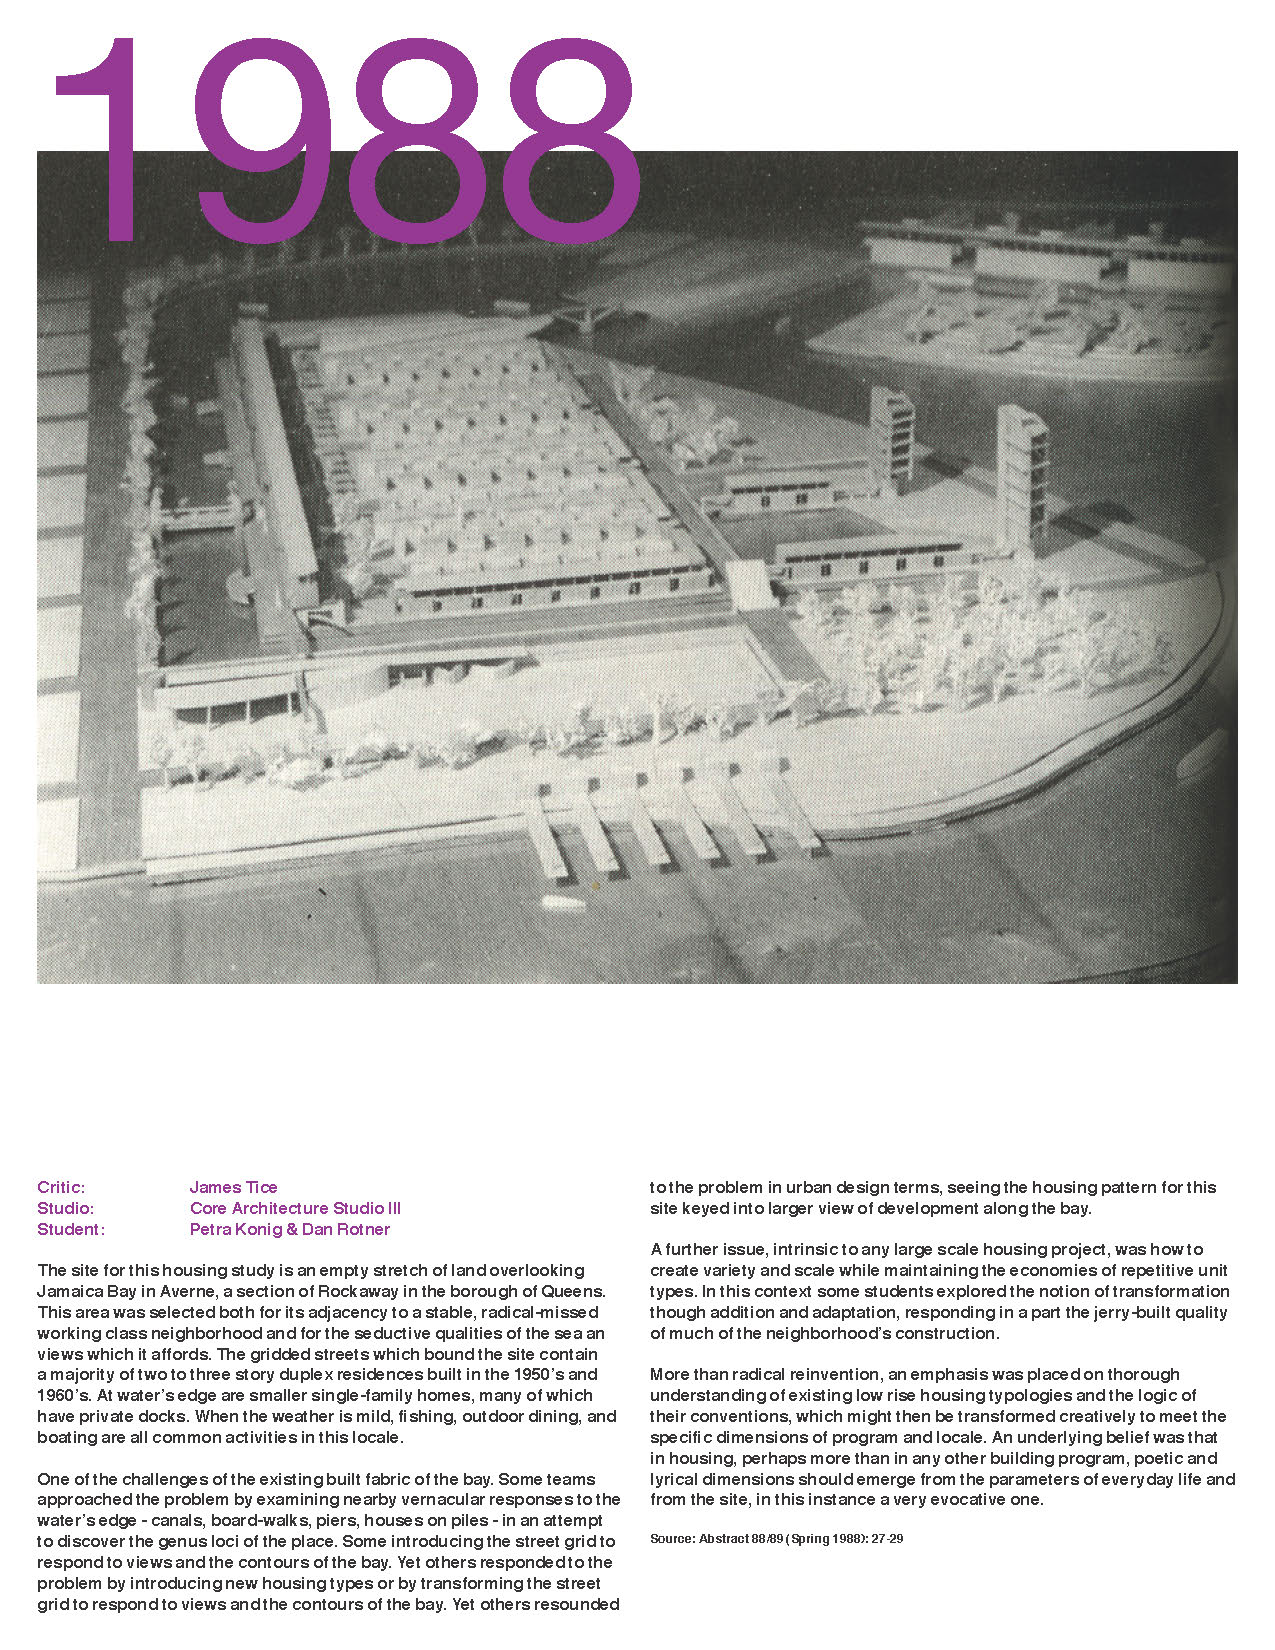 1988
Critic: James Tice
Studio: Core Architecture Studio III
Student: Petra Konig & Dan Rotner
The site for this housing study is an empty stretch of land overlooking
Jamaica Bay in Averne, a section of Rockaway in the borough of Queens.
This area was selected both for its adjacency to a stable, radical-missed
working class neighborhood and for the seductive qualities of the sea an
views which it affords. The gridded streets which bound the site contain
a majority of two to three story duplex residences built in the 1950's and
1960's. At water's edge are smaller single-family homes, many of which
have private docks. When the weather is mild, fishing, outdoor dining, and
boating are all common activities in this locale.
One of the challenges of the existing built fabric of the bay. Some teams
approached the problem by examining nearby vernacular responses to the
water's edge - canals, board-walks, piers, houses on piles - in an attempt
to discover the genus loci of the place. Some introducing the street grid to
respond to views and the contours of the bay. Yet others responded to the
problem by introducing new housing types or by transforming the street
grid to respond to views and the contours of the bay. Yet others resounded
to the problem in urban design terms, seeing the housing pattern for this
site keyed into larger view of development along the bay.
A further issue, intrinsic to any large scale housing project, was how to
create variety and scale while maintaining the economies of repetitive unit
types. In this context some students explored the notion of transformation
though addition and adaptation, responding in a part the jerry-built quality
of much of the neighborhood's construction.
More than radical reinvention, an emphasis was placed on thorough
understanding of existing low rise housing typologies and the logic of
their conventions, which might then be transformed creatively to meet the
specific dimensions of program and locale. An underlying belief was that
in housing, perhaps more than in any other building program, poetic and
lyrical dimensions should emerge from the parameters of everyday life and
from the site, in this instance a very evocative one.
Source: Abstract 88/89 (Spring 1988): 27-29